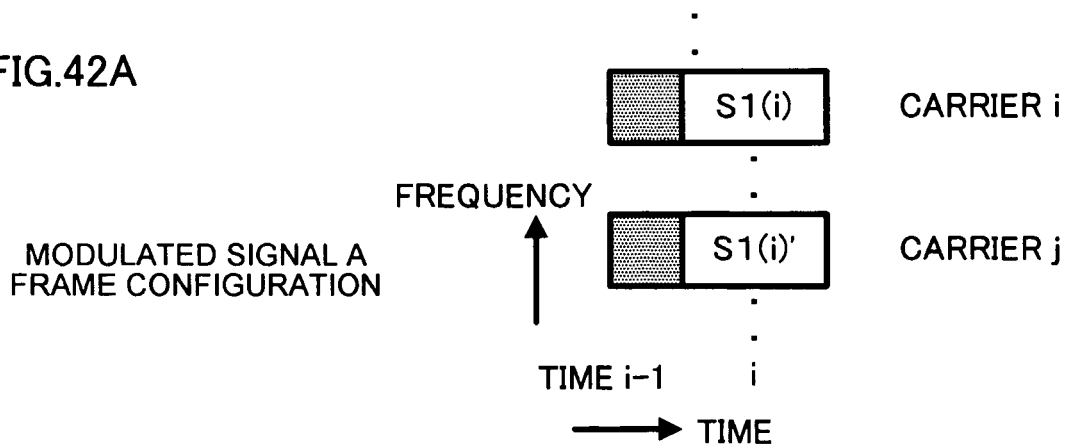 FIG.42A
S1(i) CARRIER i
FREQUENCY
S1(i)' CARRIER j
MODULATED SIGNAL A
FRAME CONFIGURATION
TIME i-1 i
TIME